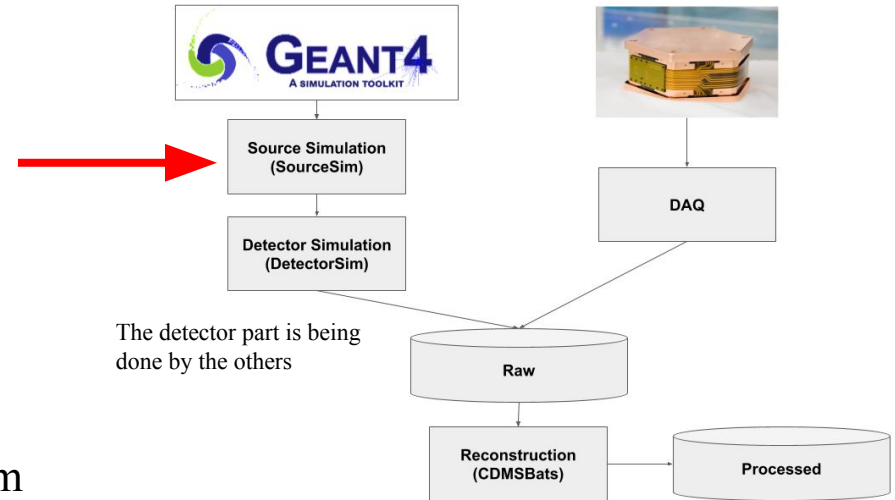 GEANT4
A SIMULATION TOOLKIT
Source Simulation
(SourceSim)
DAQ
Detector Simulation
(DetectorSim)
The detector part is being
done by the others
Raw
Reconstruction
(CDMSBats)
Processed
m